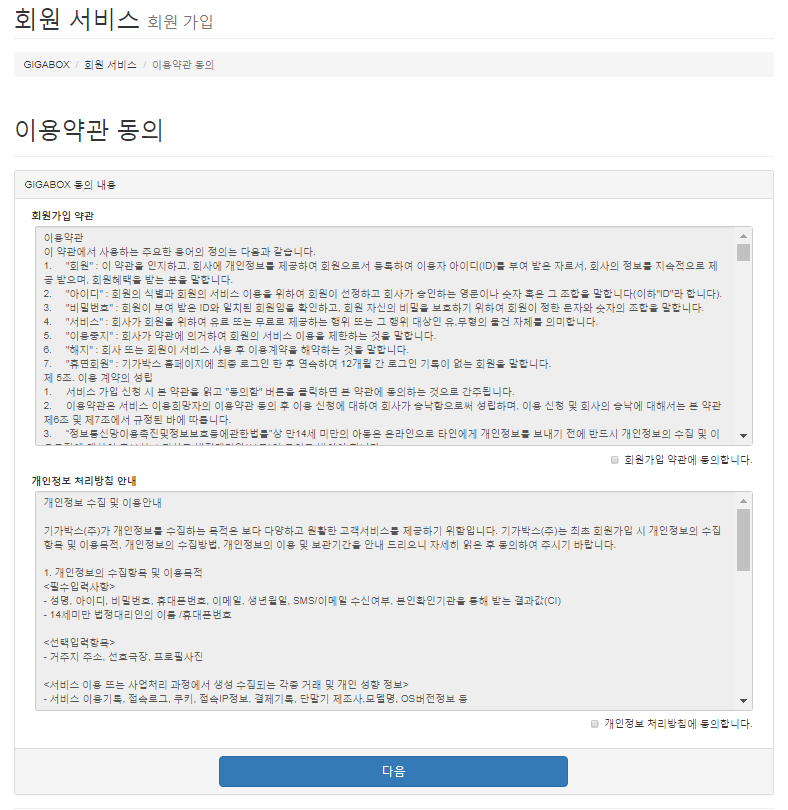 회원 서비스 회원 가입
GIGABOX / 회원 서비스 / 이용약관 동의
이용약관 동의
GIGABOX 동의 내용
회원가입 약관
이용약관
이 약관에서 사용하는 주요한 용어의 정의는 다음과 같습니다.
1. "회원" : 이 약관을 인지하고, 회사에 개인정보를 제공하여 회원으로서 등록하여 이용자 아이디(ID)를 부여 받은 자로서, 회사의 정보를 지속적으로 제
공 받으며, 회원혜택을 받는 분을 말합니다.
2. "아이디" : 회원의 식별과 회원의 서비스 이용을 위하여 회원이 선정하고 회사가 승인하는 영문이나 숫자 혹은 그 조합을 말합니다(이하"ID"라 합니다).
3. "비밀번호" : 회원이 부여 받은 ID와 일치된 회원임을 확인하고, 회원 자신의 비밀을 보호하기 위하여 회원이 정한 문자와 숫자의 조합을 말합니다.
4. "서비스" : 회사가 회원을 위하여 유료 또는 무료로 제공하는 행위 또는 그 행위 대상인 유.무형의 물건 자체를 의미합니다.
5. "이용중지" : 회사가 약관에 의거하여 회원의 서비스 이용을 제한하는 것을 말합니다.
6. "해지" : 회사 또는 회원이 서비스 사용 후 이용계약을 해약하는 것을 말합니다.
7. "휴면회원" : 기가박스 홈페이지에 최종 로그인 한 후 연속하여 12개월 간 로그인 기록이 없는 회원을 말합니다.
제 5조. 이용 계약의 성립
1. 서비스 가입 신청 시 본 약관을 읽고 "동의함" 버튼을 클릭하면 본 약관에 동의하는 것으로 간주됩니다.
2. 이용약관은 서비스 이용희망자의 이용약관 동의 후 이용 신청에 대하여 회사가 승낙함으로써 성립하며, 이용 신청 및 회사의 승낙에 대해서는 본 약관
제6조 및 제7조에서 규정된 바에 따릅니다.
3. "정보통신망이용촉진및정보보호등에관한법률"상 만14세 미만의 아동은 온라인으로 타인에게 개인정보를 보내기 전에 반드시 개인정보의 수집 및 이
회원가입 약관에 동의합니다.
개인정보 처리방침 안내
개인정보 수집 및 이용안내
기가박스(주)가 개인정보를 수집하는 목적은 보다 다양하고 원활한 고객서비스를 제공하기 위함입니다. 기가박스(주)는 최초 회원가입 시 개인정보의 수집
항목 및 이용목적, 개인정보의 수집방법, 개인정보의 이용 및 보관기간을 안내 드리오니 자세히 읽은 후 동의하여 주시기 바랍니다.
1. 개인정보의 수집항목 및 이용목적
<필수입력사항>
- 성명, 아이디, 비밀번호, 휴대폰번호, 이메일, 생년월일, SMS/이메일 수신여부, 본인확인기관을 통해 받는 결과값(CI)
- 14세미만 법정대리인의 이름 /휴대폰번호
<선택입력항목>
- 거주지 주소, 선호극장, 프로필사진
<서비스 이용 또는 사업처리 과정에서 생성 수집되는 각종 거래 및 개인 성향 정보>
- 서비스 이용기록, 접속로그, 쿠키, 접속IP정보, 결제기록, 단말기 제조사,모델명, OS버전정보 등
개인정보 처리방침에 동의합니다.
다음